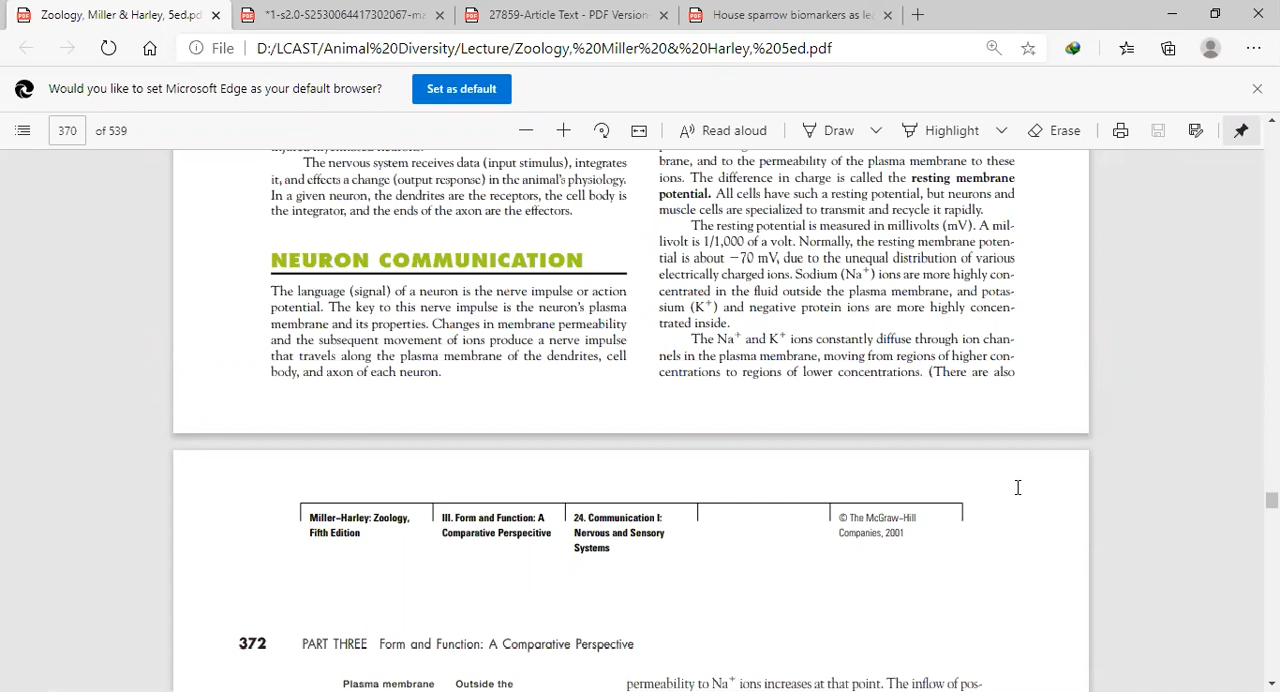 Zoology, Miller & Harley, 5ed.pd
*1-s2.0-S2530064417302067-ma
27859-Article Text - PDF Version-
House sparrow biomarkers as lea
File
D:/LCAST/Animal%20Diversity/Lecture/Zoology,%20Miller%20&%20Harley,%205ed.pdf
Would you like to set Microsoft Edge as your default browser?
Set as default
370 of 539
Read aloud
Draw
Highlight
Erase
The nervous system receives data (input stimulus), integrates
it, and effects a change (output response) in the animal's physiology.
In a given neuron, the dendrites are the receptors, the cell body is
the integrator, and the ends of the axon are the effectors.
NEURON COMMUNICATION
The language (signal) of a neuron is the nerve impulse or action
potential. The key to this nerve impulse is the neuron's plasma
membrane and its properties. Changes in membrane permeability
and the subsequent movement of ions produce a nerve impulse
that travels along the plasma membrane of the dendrites, cell
body, and axon of each neuron.
brane, and to the permeability of the plasma membrane to these
ions. The difference in charge is called the resting membrane
potential. All cells have such a resting potential, but neurons and
muscle cells are specialized to transmit and recycle it rapidly.
The resting potential is measured in millivolts (mV). A mil-
livolt is 1/1,000 of a volt. Normally, the resting membrane poten-
tial is about −70 mV, due to the unequal distribution of various
electrically charged ions. Sodium (Na+) ions are more highly con-
centrated in the fluid outside the plasma membrane, and potas-
sium (K+) and negative protein ions are more highly concen-
trated inside.
The Na+ and K+ ions constantly diffuse through ion chan-
nels in the plasma membrane, moving from regions of higher con-
centrations to regions of lower concentrations. (There are also
Miller−Harley: Zoology,
Fifth Edition
III. Form and Function: A
Comparative Perspecitive
24. Communication I:
Nervous and Sensory
Systems
© The McGraw−Hill
Companies, 2001
372 PART THREE Form and Function: A Comparative Perspective
Plasma membrane Outside the
permeability to Na+ ions increases at that point. The inflow of pos-